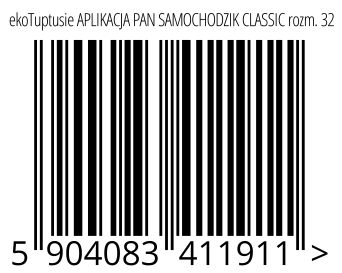 ekoTuptusie APLIKACJA PAN SAMOCHODZIK CLASSIC rozm. 32
5 904083 411911 >